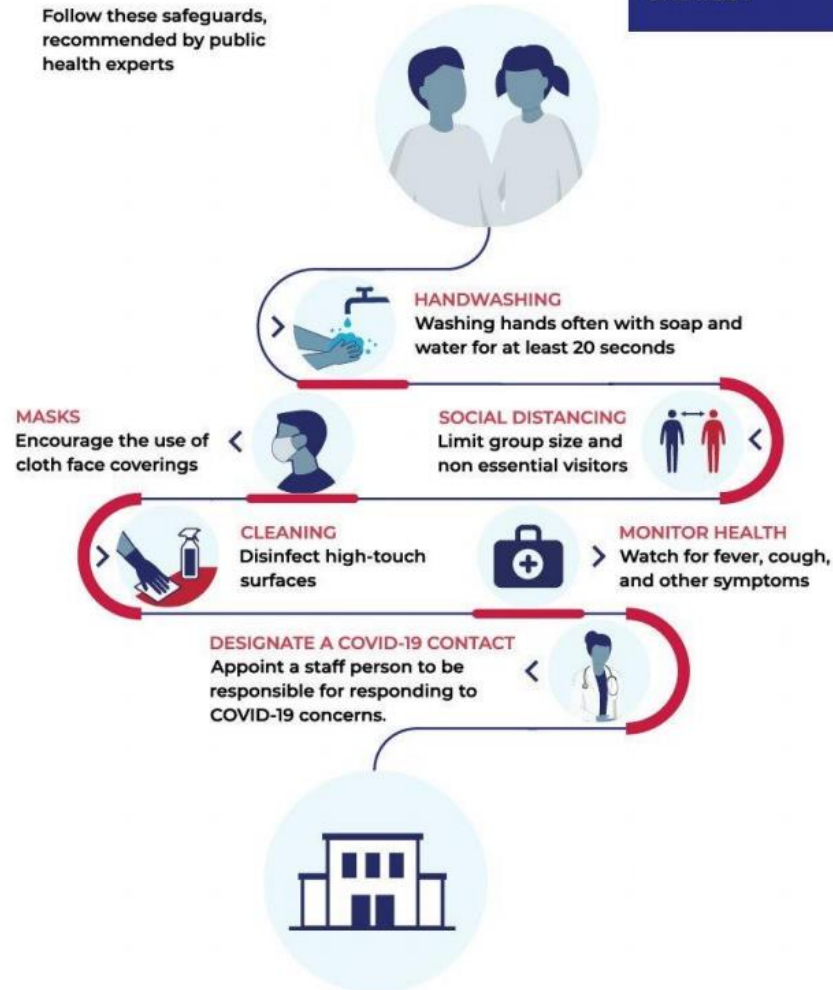 Follow these safeguards,
recommended by public
health experts
HANDWASHING
Washing hands often with soap and
water for at least 20 seconds
SOCIAL DISTANCING
Limit group size and
non essential visitors
MASKS
Encourage the use of
cloth face coverings
CLEANING
Disinfect high-touch
surfaces
MONITOR HEALTH
Watch for fever, cough,
and other symptoms
DESIGNATE A COVID-19 CONTACT
Appoint a staff person to be
responsible for responding to
COVID-19 concerns.